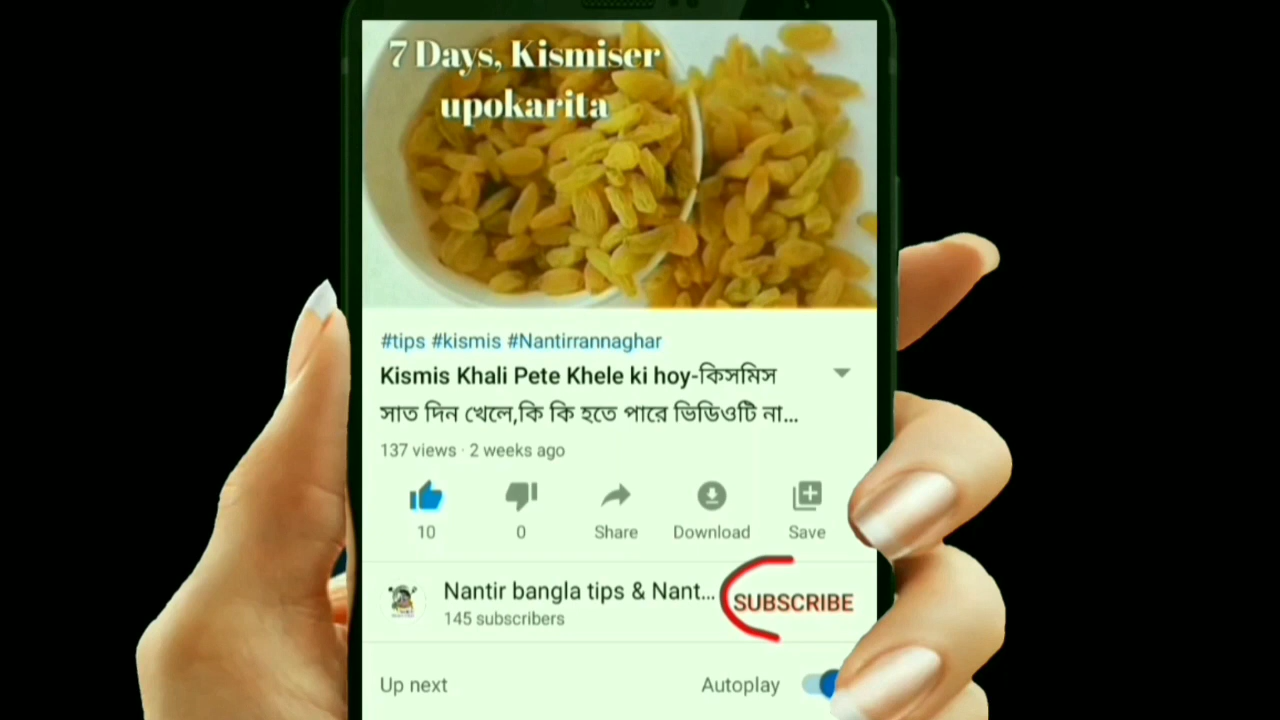 7 Days, Kismiser
upokarita
#tips #kismis #Nantirrannaghar
Kismis Khali Pete Khele ki hoy-কিসমিস
সাত দিন খেলে,কি কি হতে পারে ভিডিওটি না...
137 views · 2 weeks ago
10
0
Share
Download
Save
Nantir bangla tips & Nant...
SUBSCRIBE
145 subscribers
Up next
Autoplay